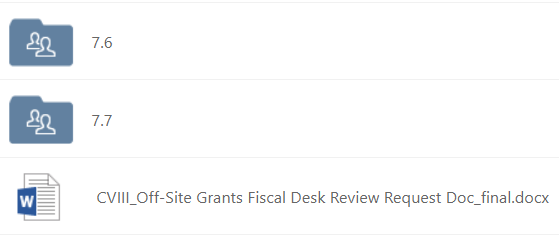 7.6
7.7
W
CVIII_Off-Site Grants Fiscal Desk Review Request Doc_final.docx